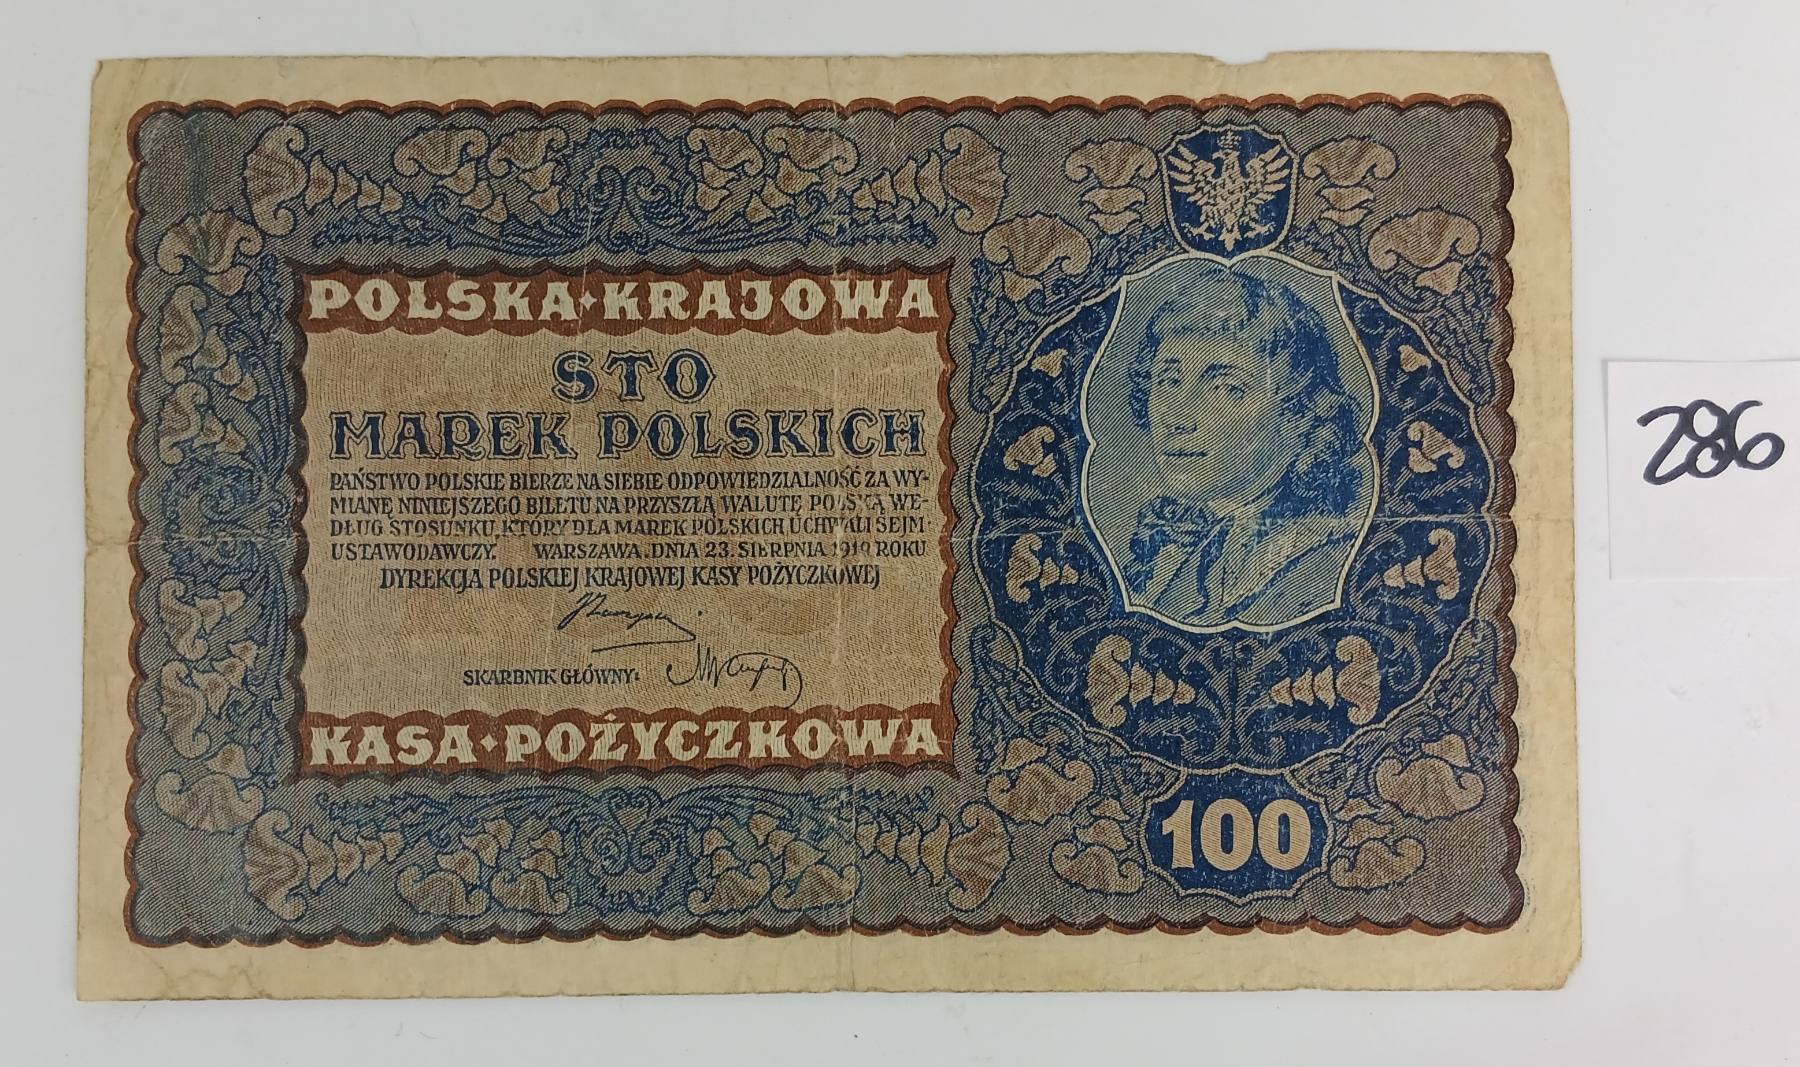 POLSKA·KRAJOWA
STO
MAREK POLSKICH
PAŃSTWO POLSKIE BIERZE NA SIEBIE ODPOWIEDZIALNOŚĆ ZA WY-
MIANĘ NINIEJSZEGO BILETU NA PRZYSZŁĄ WALUTĘ POLSKĄ WE-
DŁUG STOSUNKU, KTÓRY DLA MAREK POLSKICH UCHWALI SEJM
USTAWODAWCZY. WARSZAWA, DNIA 23. SIERPNIA 1919 ROKU
DYREKCJA POLSKIEJ KRAJOWEJ KASY POŻYCZKOWEJ
SKARBNIK GŁÓWNY:
KASA·POŻYCZKOWA
100
286